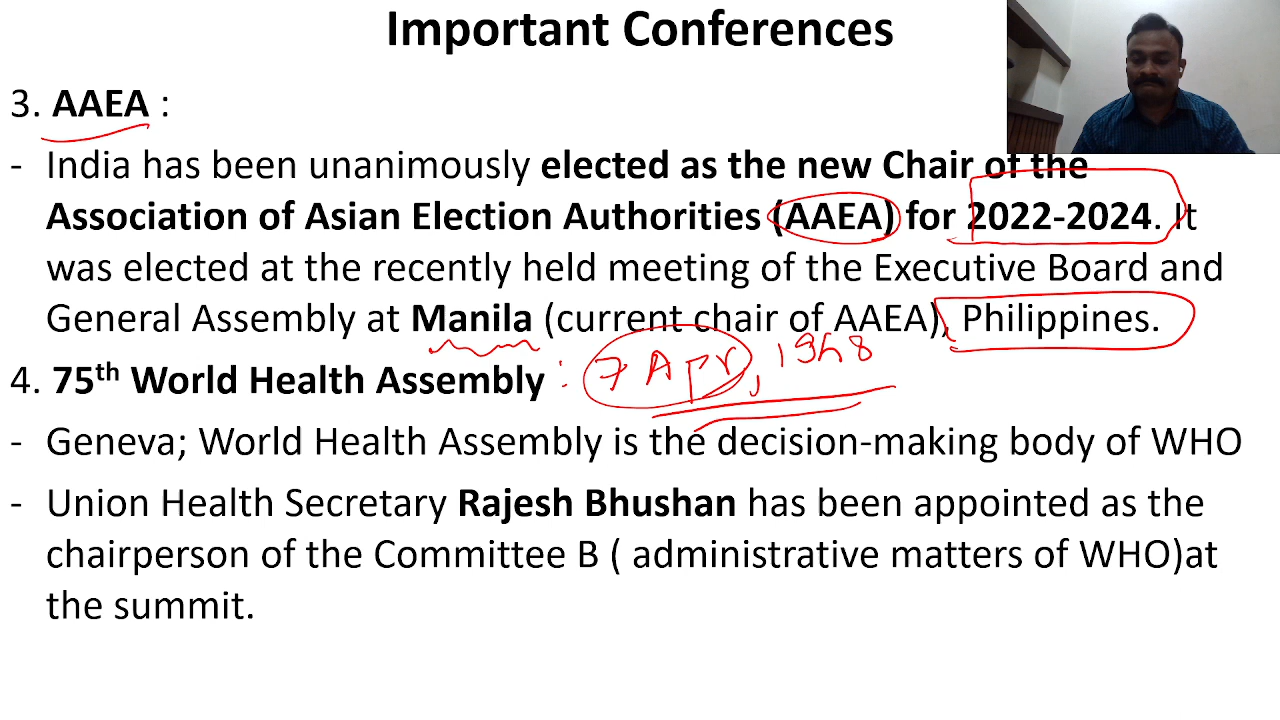 Important Conferences
3. AAEA :
- India has been unanimously elected as the new Chair of the
Association of Asian Election Authorities (AAEA) for 2022-2024. It
was elected at the recently held meeting of the Executive Board and
General Assembly at Manila (current chair of AAEA), Philippines.
4. 75th World Health Assembly : 7 Apr, 1948
- Geneva; World Health Assembly is the decision-making body of WHO
- Union Health Secretary Rajesh Bhushan has been appointed as the
chairperson of the Committee B ( administrative matters of WHO)at
the summit.